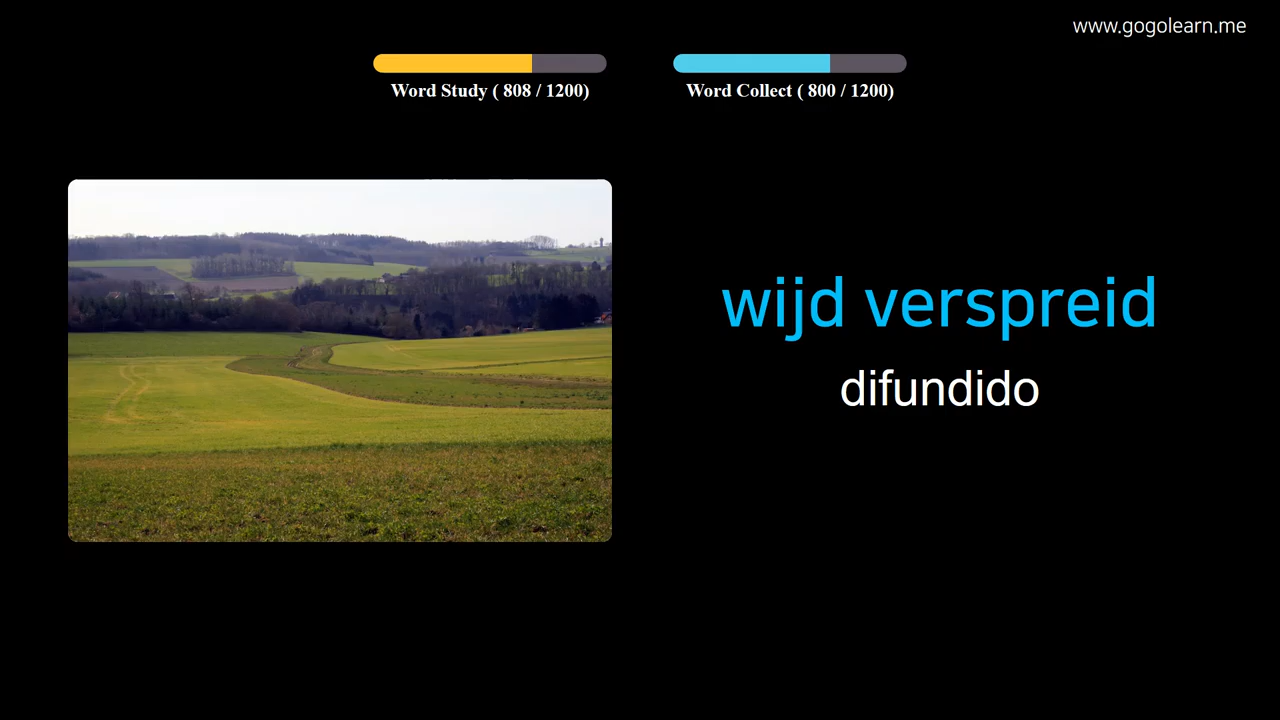 www.gogolearn.me
Word Study ( 808 / 1200)
Word Collect ( 800 / 1200)
wijd verspreid
difundido